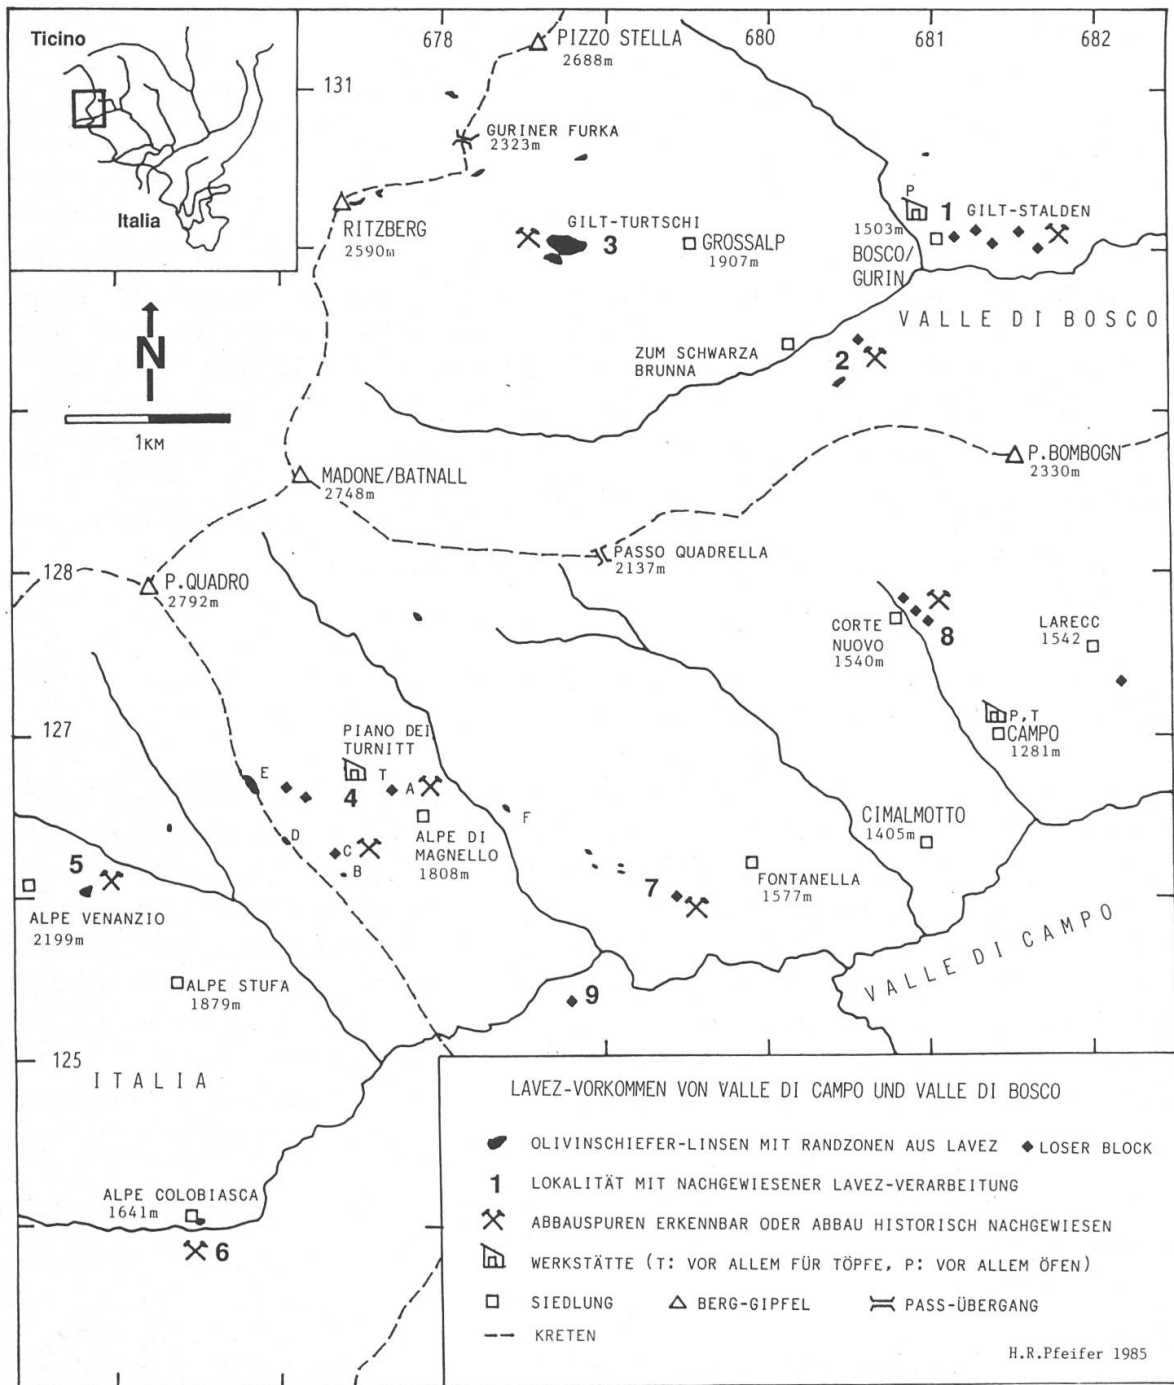 Ticino
Italia
678
680
681
682
131
PIZZO STELLA
2688m
GURINER FURKA
2323m
RITZBERG
2590m
GILT-TURTSCHI
3
GROSSALP
1907m
P
1
GILT-STALDEN
1503m
BOSCO/
GURIN
VALLE DI BOSCO
N
1KM
ZUM SCHWARZA
BRUNNA
2
MADONE/BATNALL
2748m
P.BOMBOGN
2330m
PASSO QUADRELLA
2137m
128
P.QUADRO
2792m
CORTE
NUOVO
1540m
8
LARECC
1542
127
PIANO DEI
TURNITT
P,T
CAMPO
1281m
E
4
T
A
F
D
C
B
ALPE DI
MAGNELLO
1808m
CIMALMOTTO
1405m
5
ALPE VENANZIO
2199m
7
FONTANELLA
1577m
VALLE DI CAMPO
ALPE STUFA
1879m
9
125
ITALIA
ALPE COLOBIASCA
1641m
6
LAVEZ-VORKOMMEN VON VALLE DI CAMPO UND VALLE DI BOSCO
OLIVINSCHIEFER-LINSEN MIT RANDZONEN AUS LAVEZ LOSER BLOCK
1 LOKALITÄT MIT NACHGEWIESENER LAVEZ-VERARBEITUNG
ABBAUSPUREN ERKENNBAR ODER ABBAU HISTORISCH NACHGEWIESEN
WERKSTÄTTE (T: VOR ALLEM FÜR TÖPFE, P: VOR ALLEM ÖFEN)
SIEDLUNG BERG-GIPFEL PASS-ÜBERGANG
KRETEN
H.R.Pfeifer 1985